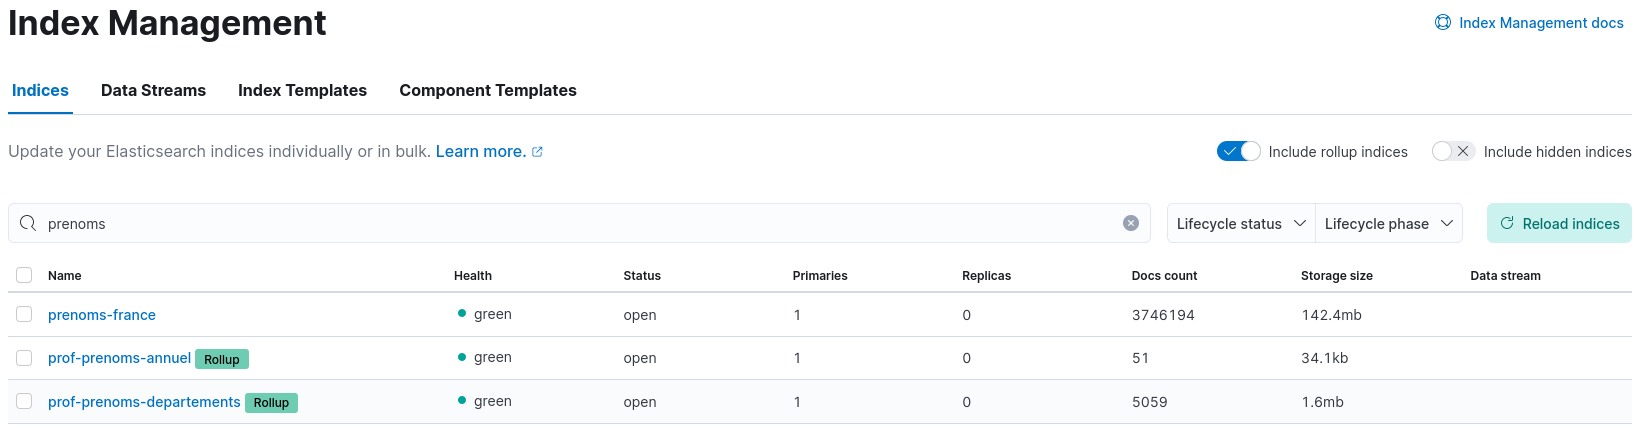 Index Management
Index Management docs
Indices Data Streams Index Templates Component Templates
Update your Elasticsearch indices individually or in bulk. Learn more. Include rollup indices Include hidden indices
prenoms Lifecycle status Lifecycle phase Reload indices
Name Health Status Primaries Replicas Docs count Storage size Data stream
prenoms-france green open 1 0 3746194 142.4mb
prof-prenoms-annuel Rollup green open 1 0 51 34.1kb
prof-prenoms-departements Rollup green open 1 0 5059 1.6mb